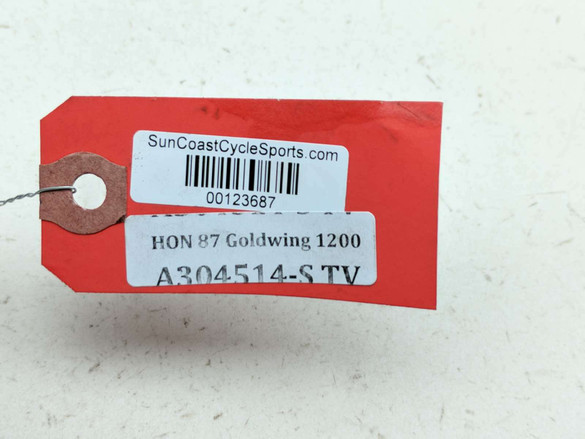 SunCoastCycleSports.com
00123687
HON 87 Goldwing 1200
A304514-S TV